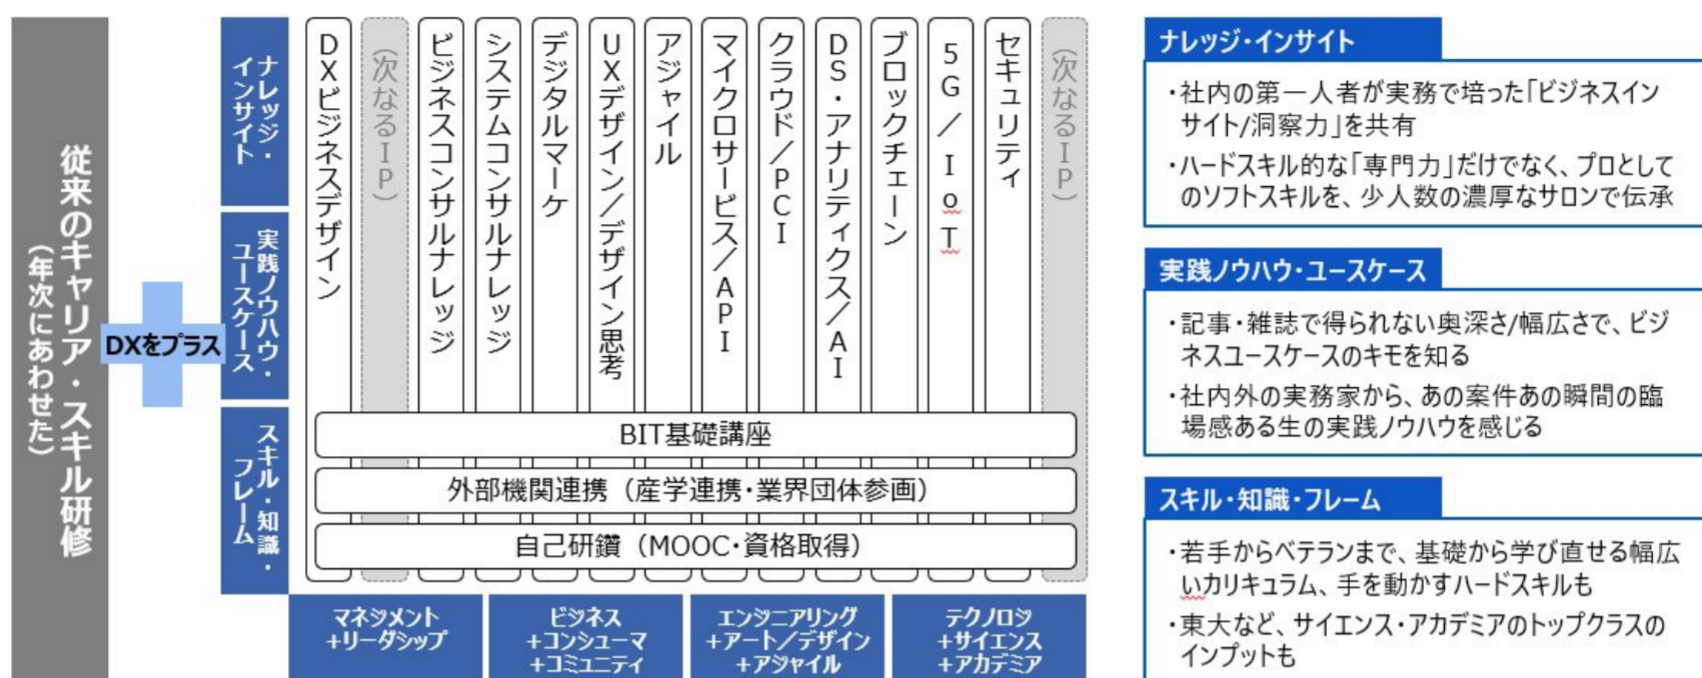 従来のキャリア・スキル研修
（年次にあわせた）
DXをプラス
ナレッジ・
インサイト
実践ノウハウ・
ユースケース
スキル・知識・
フレーム
DXビジネスデザイン
（次なるIP）
ビジネスコンサルナレッジ
システムコンサルナレッジ
デジタルマーケ
UXデザイン／デザイン思考
アジャイル
マイクロサービス／API
クラウド／PCI
DS・アナリティクス／AI
ブロックチェーン
5G／IoT
セキュリティ
（次なるIP）
BIT基礎講座
外部機関連携（産学連携・業界団体参画）
自己研鑽（MOOC・資格取得）
マネジメント
+リーダシップ
ビジネス
+コンシューマ
+コミュニティ
エンジニアリング
+アート／デザイン
+アジャイル
テクノロジ
+サイエンス
+アカデミア
ナレッジ・インサイト
・社内の第一人者が実務で培った「ビジネスイン
サイト/洞察力」を共有
・ハードスキル的な「専門力」だけでなく、プロとして
のソフトスキルを、少人数の濃厚なサロンで伝承
実践ノウハウ・ユースケース
・記事・雑誌で得られない奥深さ/幅広さで、ビジ
ネスユースケースのキモを知る
・社内外の実務家から、あの案件あの瞬間の臨
場感ある生の実践ノウハウを感じる
スキル・知識・フレーム
・若手からベテランまで、基礎から学び直せる幅広
いカリキュラム、手を動かすハードスキルも
・東大など、サイエンス・アカデミアのトップクラスの
インプットも